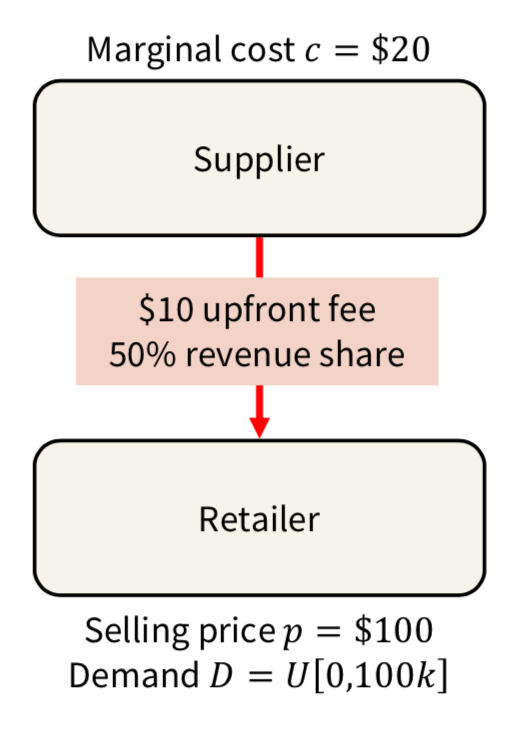 Marginal cost c = $20
Supplier
$10 upfront fee
50% revenue share
Retailer
Selling price p = $100
Demand D = U[0,100k]